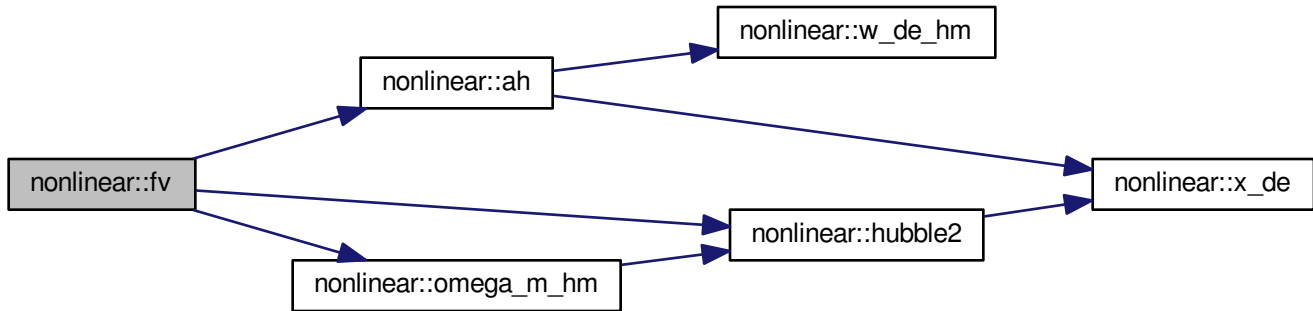 nonlinear::w_de_hm
nonlinear::ah
nonlinear::fv
nonlinear::x_de
nonlinear::hubble2
nonlinear::omega_m_hm